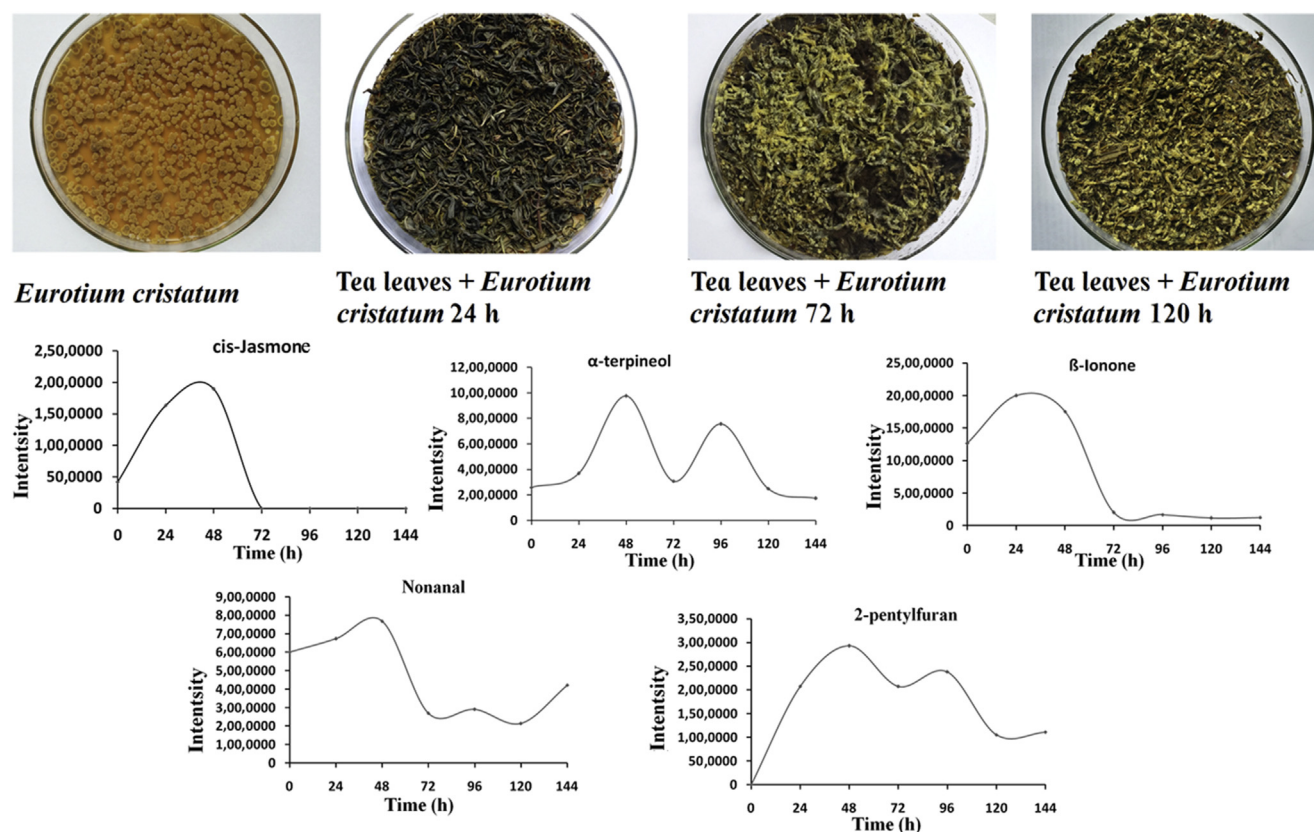 Eurotium cristatum
Tea leaves + Eurotium
cristatum 24 h
Tea leaves + Eurotium
cristatum 72 h
Tea leaves + Eurotium
cristatum 120 h
cis-Jasmone
2,50,0000
2,00,0000
1,50,0000
1,00,0000
50,0000
0
Intentsity
0 24 48 72 96 120 144
Time (h)
α-terpineol
12,00,0000
10,00,0000
8,00,0000
6,00,0000
4,00,0000
2,00,0000
0
Intentsity
0 24 48 72 96 120 144
Time (h)
ß-Ionone
25,00,0000
20,00,0000
15,00,0000
10,00,0000
5,00,0000
0
Intentsity
0 24 48 72 96 120 144
Time (h)
Nonanal
9,00,0000
8,00,0000
7,00,0000
6,00,0000
5,00,0000
4,00,0000
3,00,0000
2,00,0000
1,00,0000
0
Intentsity
0 24 48 72 96 120 144
Time (h)
2-pentylfuran
3,50,0000
3,00,0000
2,50,0000
2,00,0000
1,50,0000
1,00,0000
50,0000
0
Intentsity
0 24 48 72 96 120 144
Time (h)